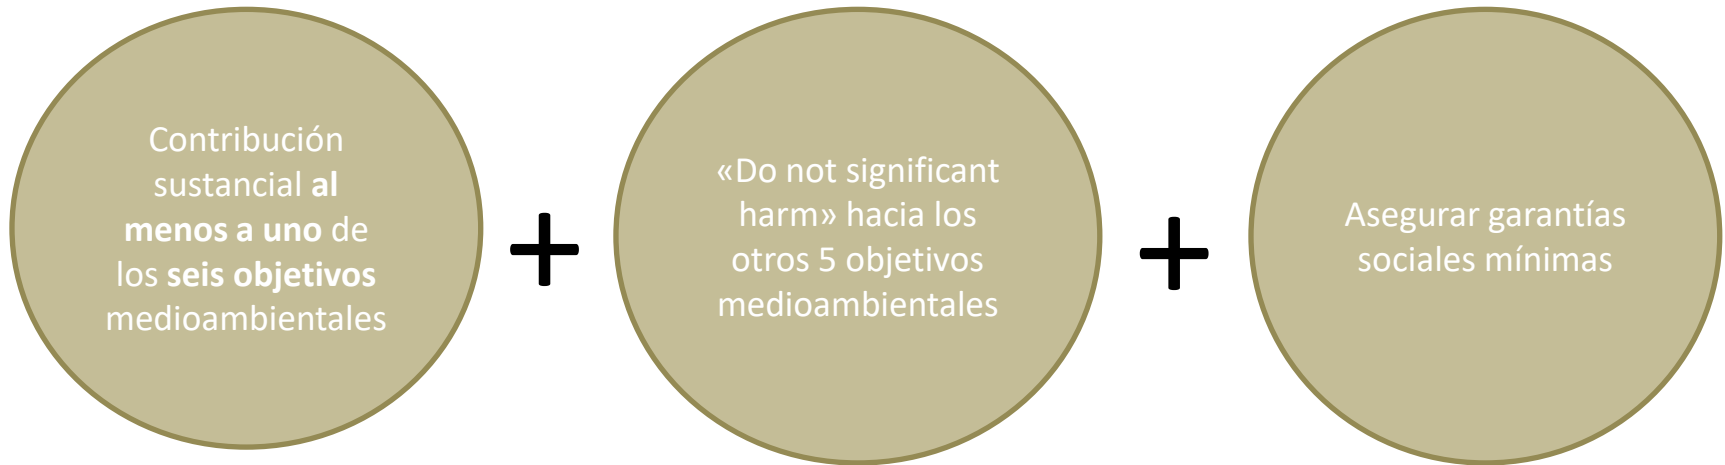 Contribución
sustancial al
menos a uno de
los seis objetivos
medioambientales
+
«Do not significant
harm» hacia los
otros 5 objetivos
medioambientales
+
Asegurar garantías
sociales mínimas